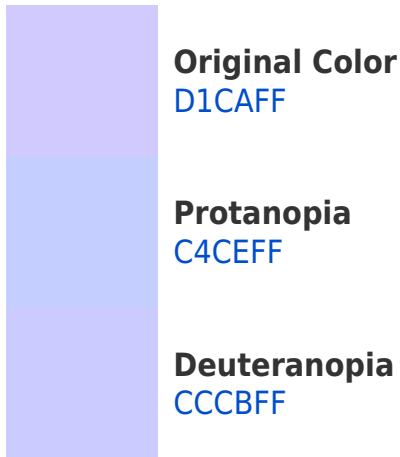 Original Color
D1CAFF
Protanopia
C4CEFF
Deuteranopia
CCCBFF